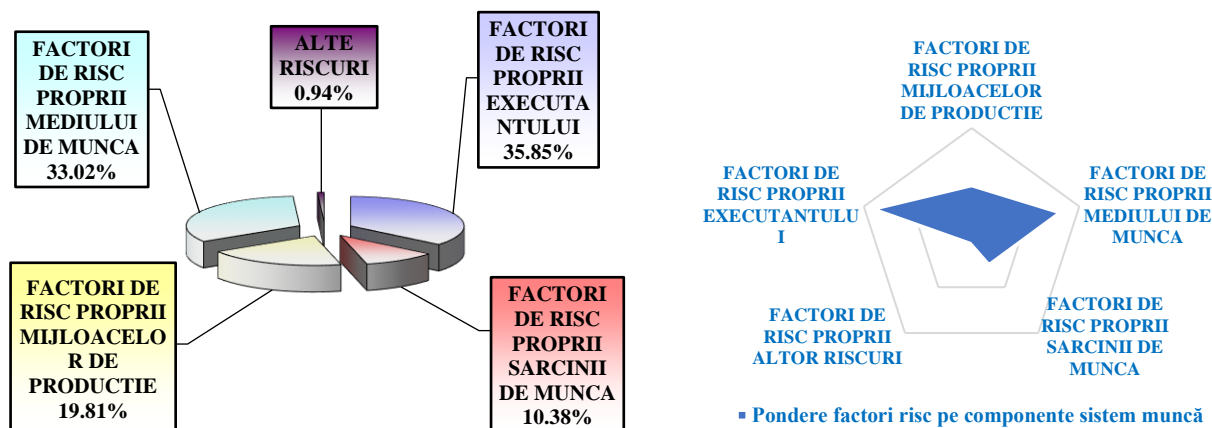 FACTORI
DE RISC
PROPRII
MEDIULUI
DE MUNCA
33.02%
ALTE
RISCURI
0.94%
FACTORI
DE RISC
PROPRII
EXECUTA
NTULUI
35.85%
FACTORI DE
RISC PROPRII
MIJLOACELO
R DE
PRODUCTIE
19.81%
FACTORI
DE RISC
PROPRII
SARCINII
DE MUNCA
10.38%
FACTORI DE
RISC PROPRII
MIJLOACELOR
DE PRODUCTIE
FACTORI DE
RISC PROPRII
EXECUTANTULU
I
FACTORI DE
RISC PROPRII
MEDIULUI DE
MUNCA
FACTORI DE
RISC PROPRII
ALTOR RISCURI
FACTORI DE
RISC PROPRII
SARCINII DE
MUNCA
Pondere factori risc pe componente sistem muncă